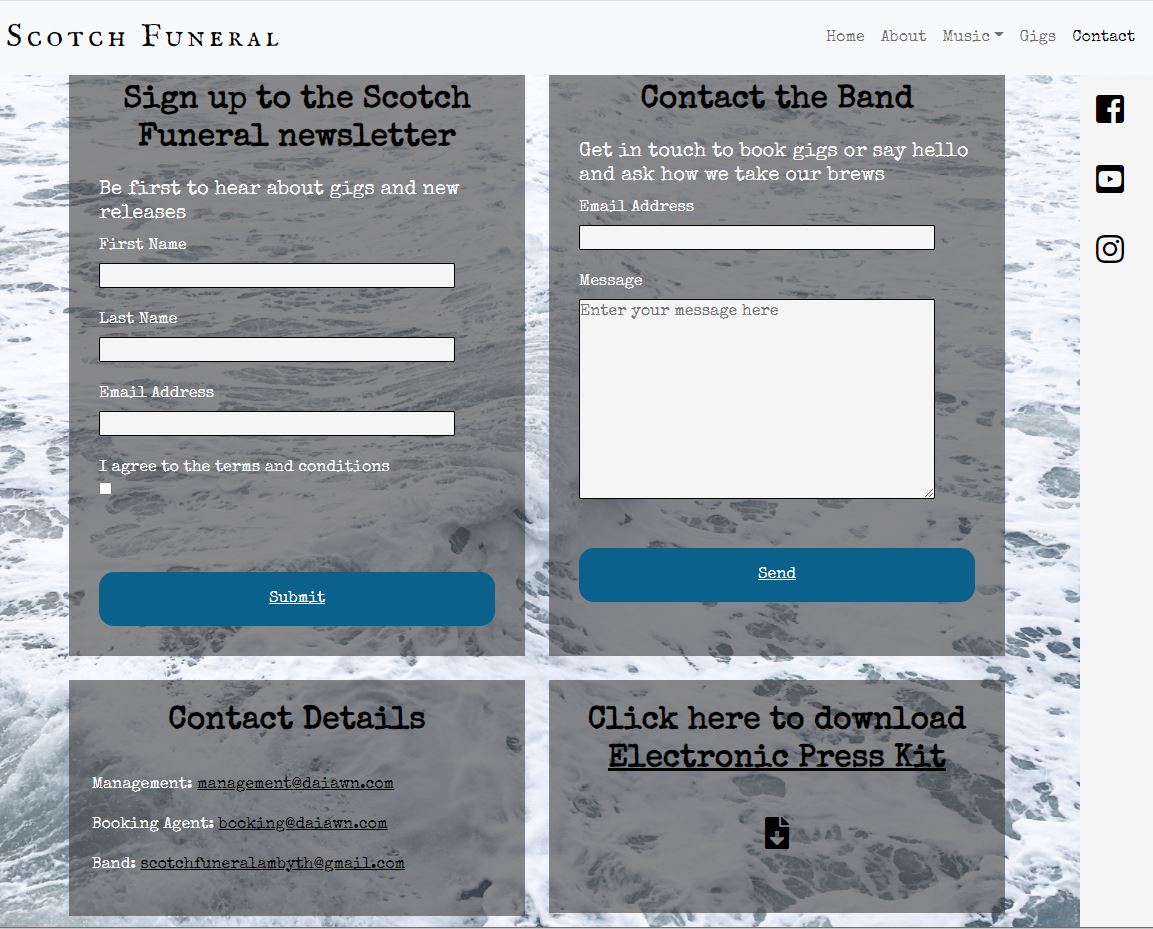 Scotch Funeral
Home About Music Gigs Contact
Sign up to the Scotch
Funeral newsletter
Be first to hear about gigs and new
releases
First Name
Last Name
Email Address
I agree to the terms and conditions
Submit
Contact the Band
Get in touch to book gigs or say hello
and ask how we take our brews
Email Address
Message
Enter your message here
Send
Contact Details
Management: management@daiawn.com
Booking Agent: booking@daiawn.com
Band: scotchfuneralambyth@gmail.com
Click here to download
Electronic Press Kit